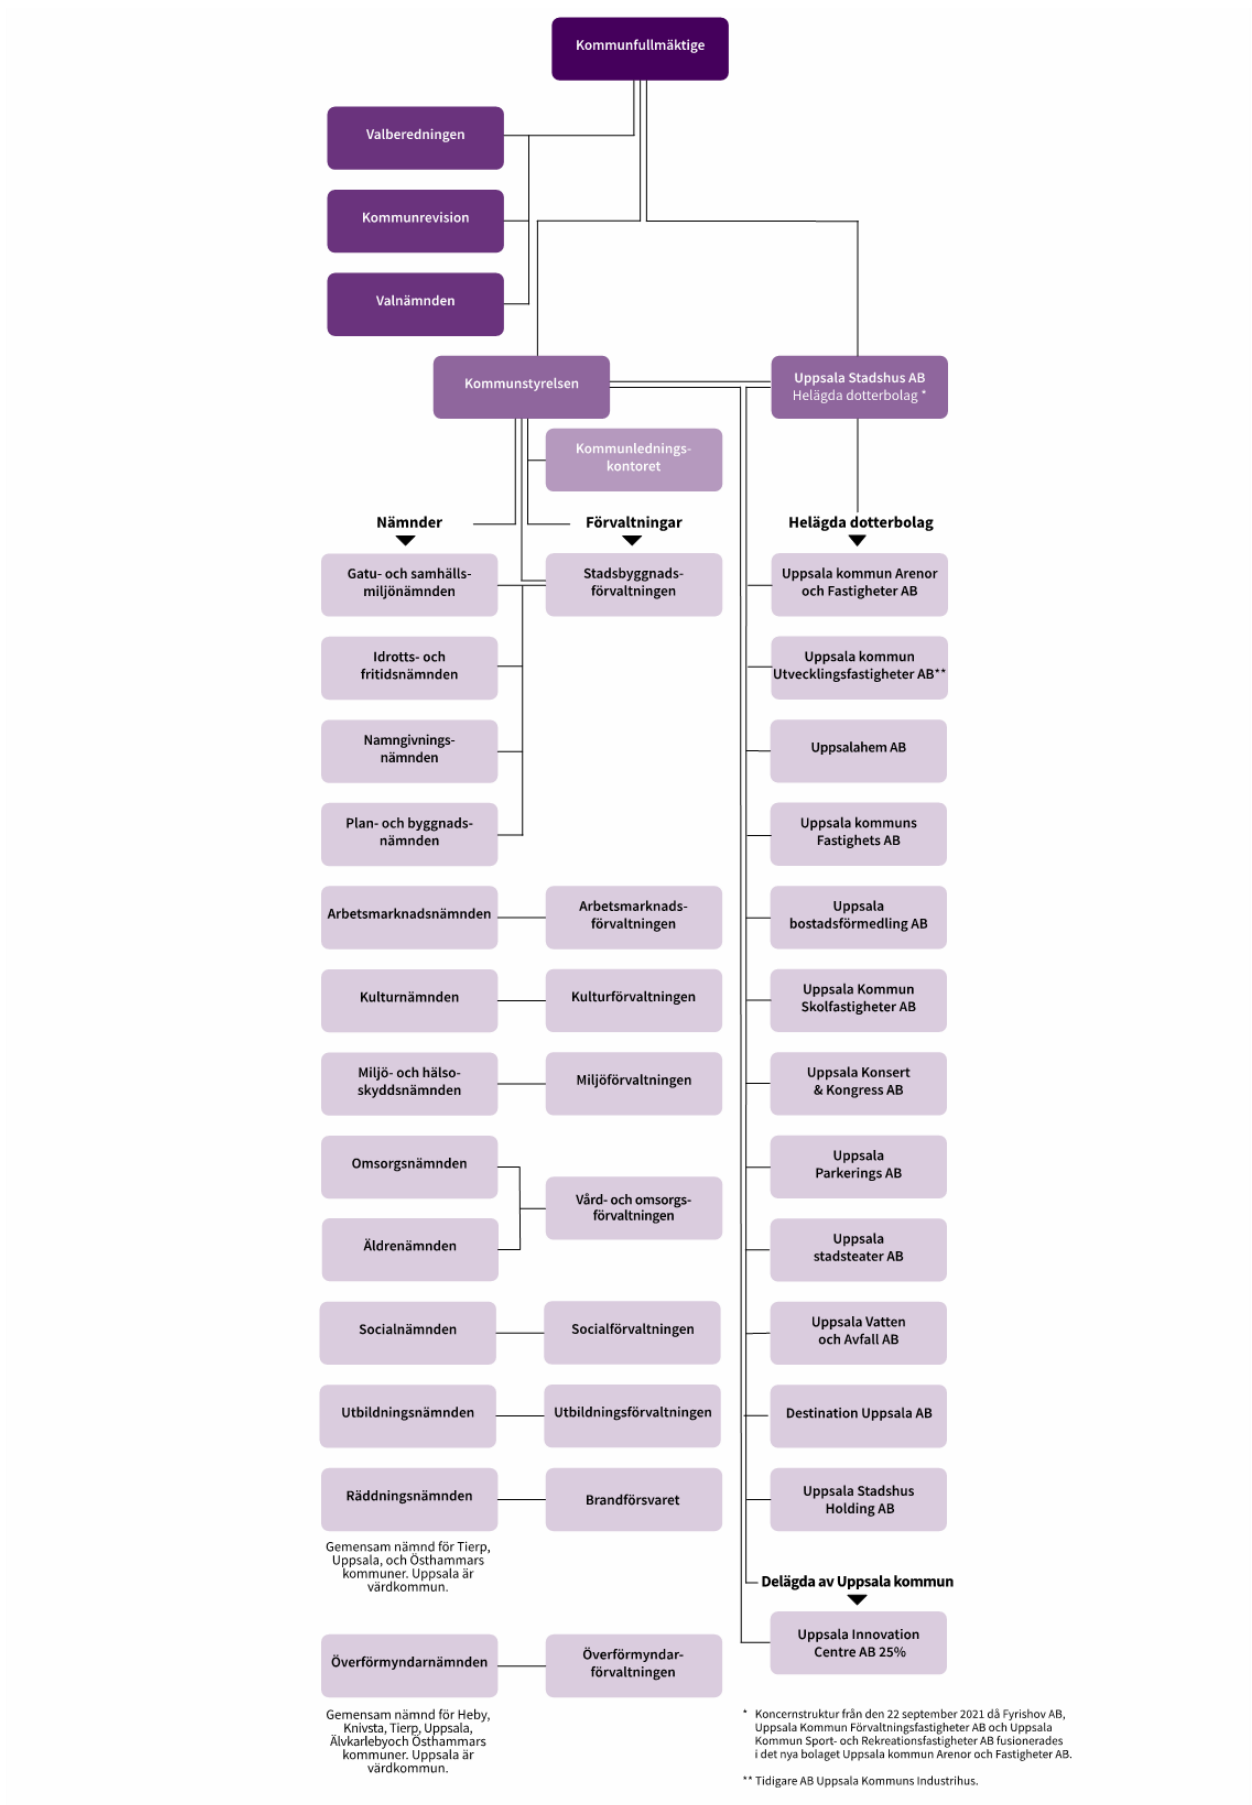 Kommunfullmäktige
Valberedningen
Kommunrevision
Valnämnden
Kommunstyrelsen
Uppsala Stadshus AB
Helägda dotterbolag *
Kommunlednings-
kontoret
Nämnder
Förvaltningar
Helägda dotterbolag
Gatu- och samhälls-
miljönämnden
Stadsbyggnads-
förvaltningen
Uppsala kommun Arenor
och Fastigheter AB
Idrotts- och
fritidsnämnden
Uppsala kommun
Utvecklingsfastigheter AB**
Namngivnings-
nämnden
Uppsalahem AB
Plan- och byggnads-
nämnden
Uppsala kommuns
Fastighets AB
Arbetsmarknadsnämnden
Arbetsmarknads-
förvaltningen
Uppsala
bostadsförmedling AB
Kulturnämnden
Kulturförvaltningen
Uppsala Kommun
Skolfastigheter AB
Miljö- och hälso-
skyddsnämnden
Miljöförvaltningen
Uppsala Konsert
& Kongress AB
Omsorgsnämnden
Äldrenämnden
Vård- och omsorgs-
förvaltningen
Uppsala
Parkerings AB
Uppsala
stadsteater AB
Socialnämnden
Socialförvaltningen
Uppsala Vatten
och Avfall AB
Utbildningsnämnden
Utbildningsförvaltningen
Destination Uppsala AB
Räddningsnämnden
Brandförsvaret
Uppsala Stadshus
Holding AB
Gemensam nämnd för Tierp,
Uppsala, och Östhammars
kommuner. Uppsala är
värdkommun.
Delägda av Uppsala kommun
Uppsala Innovation
Centre AB 25%
Överförmyndarnämnden
Överförmyndar-
förvaltningen
Gemensam nämnd för Heby,
Knivsta, Tierp, Uppsala,
Älvkarlebyoch Östhammars
kommuner. Uppsala är
värdkommun.
* Koncernstruktur från den 22 september 2021 då Fyrishov AB,
Uppsala Kommun Förvaltningsfastigheter AB och Uppsala
Kommun Sport- och Rekreationsfastigheter AB fusionerades
i det nya bolaget Uppsala kommun Arenor och Fastigheter AB.
** Tidigare AB Uppsala Kommuns Industrihus.